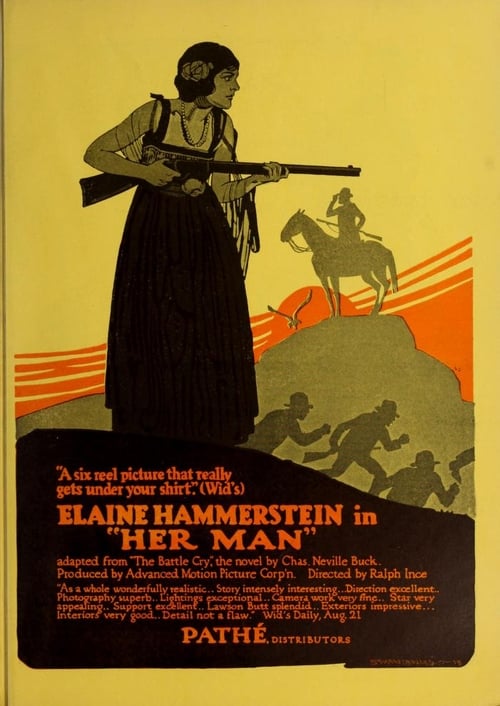 "A six reel picture that really
gets under your shirt." (Wid's)
ELAINE HAMMERSTEIN in
"HER MAN"
adapted from "The Battle Cry," the novel by Chas. Neville Buck.
Produced by Advanced Motion Picture Corp'n. Directed by Ralph Ince
"As a whole wonderfully realistic.. Story intensely interesting.. Direction excellent..
Photography superb.. Lightings exceptional.. Camera work very fine.. Star very
appealing.. Support excellent.. Lawson Butt splendid.. Exteriors impressive...
Interiors very good.. Detail not a flaw." Wid's Daily, Aug. 21
PATHÉ, DISTRIBUTORS